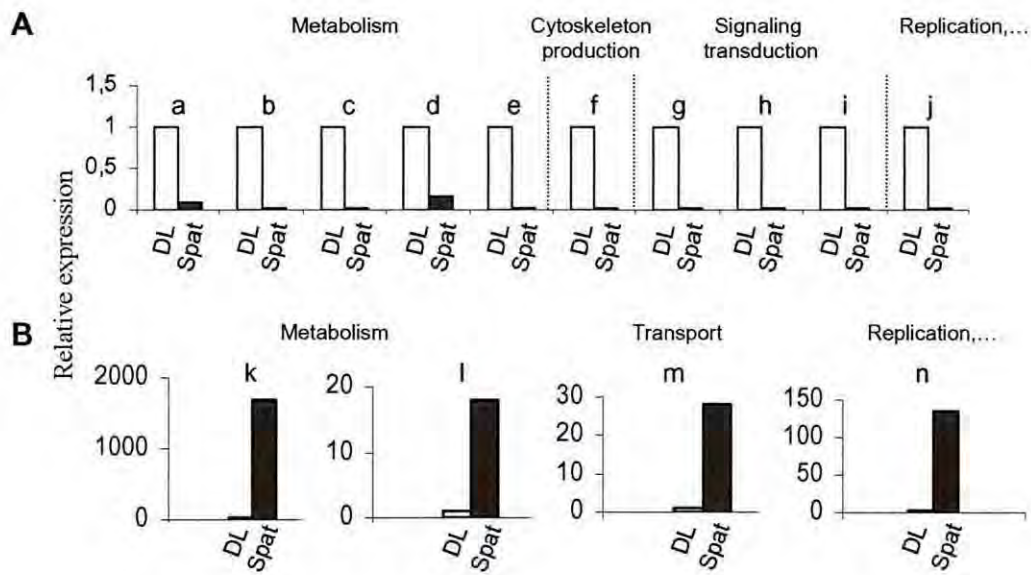 A
Metabolism
Cytoskeleton production
Signaling transduction
Replication,...
Relative expression
1,5
1
0,5
0
a b c d e f g h i j
DL Spat DL Spat DL Spat DL Spat DL Spat DL Spat DL Spat DL Spat DL Spat DL Spat
B
Metabolism
Transport
Replication,...
k
2000
1000
0
DL Spat
l
20
10
0
DL Spat
m
30
20
10
0
DL Spat
n
150
100
50
0
DL Spat